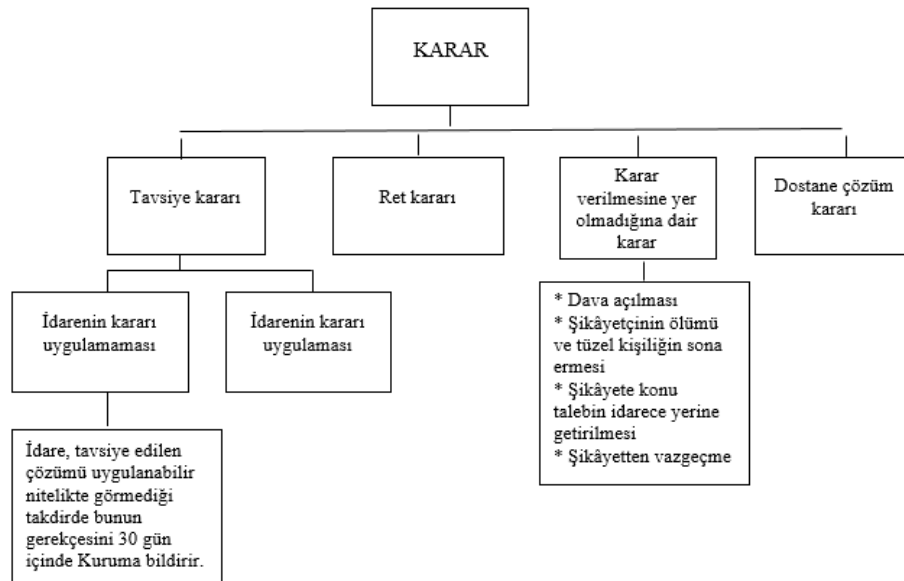 KARAR
Tavsiye kararı
Ret kararı
Karar
verilmesine yer
olmadığına dair
karar
Dostane çözüm
kararı
İdarenin kararı
uygulamaması
İdarenin kararı
uygulaması
* Dava açılması
* Şikâyetçinin ölümü
ve tüzel kişiliğin sona
ermesi
* Şikâyete konu
talebin idarece yerine
getirilmesi
* Şikâyetten vazgeçme
İdare, tavsiye edilen
çözümü uygulanabilir
nitelikte görmediği
takdirde bunun
gerekçesini 30 gün
içinde Kuruma bildirir.